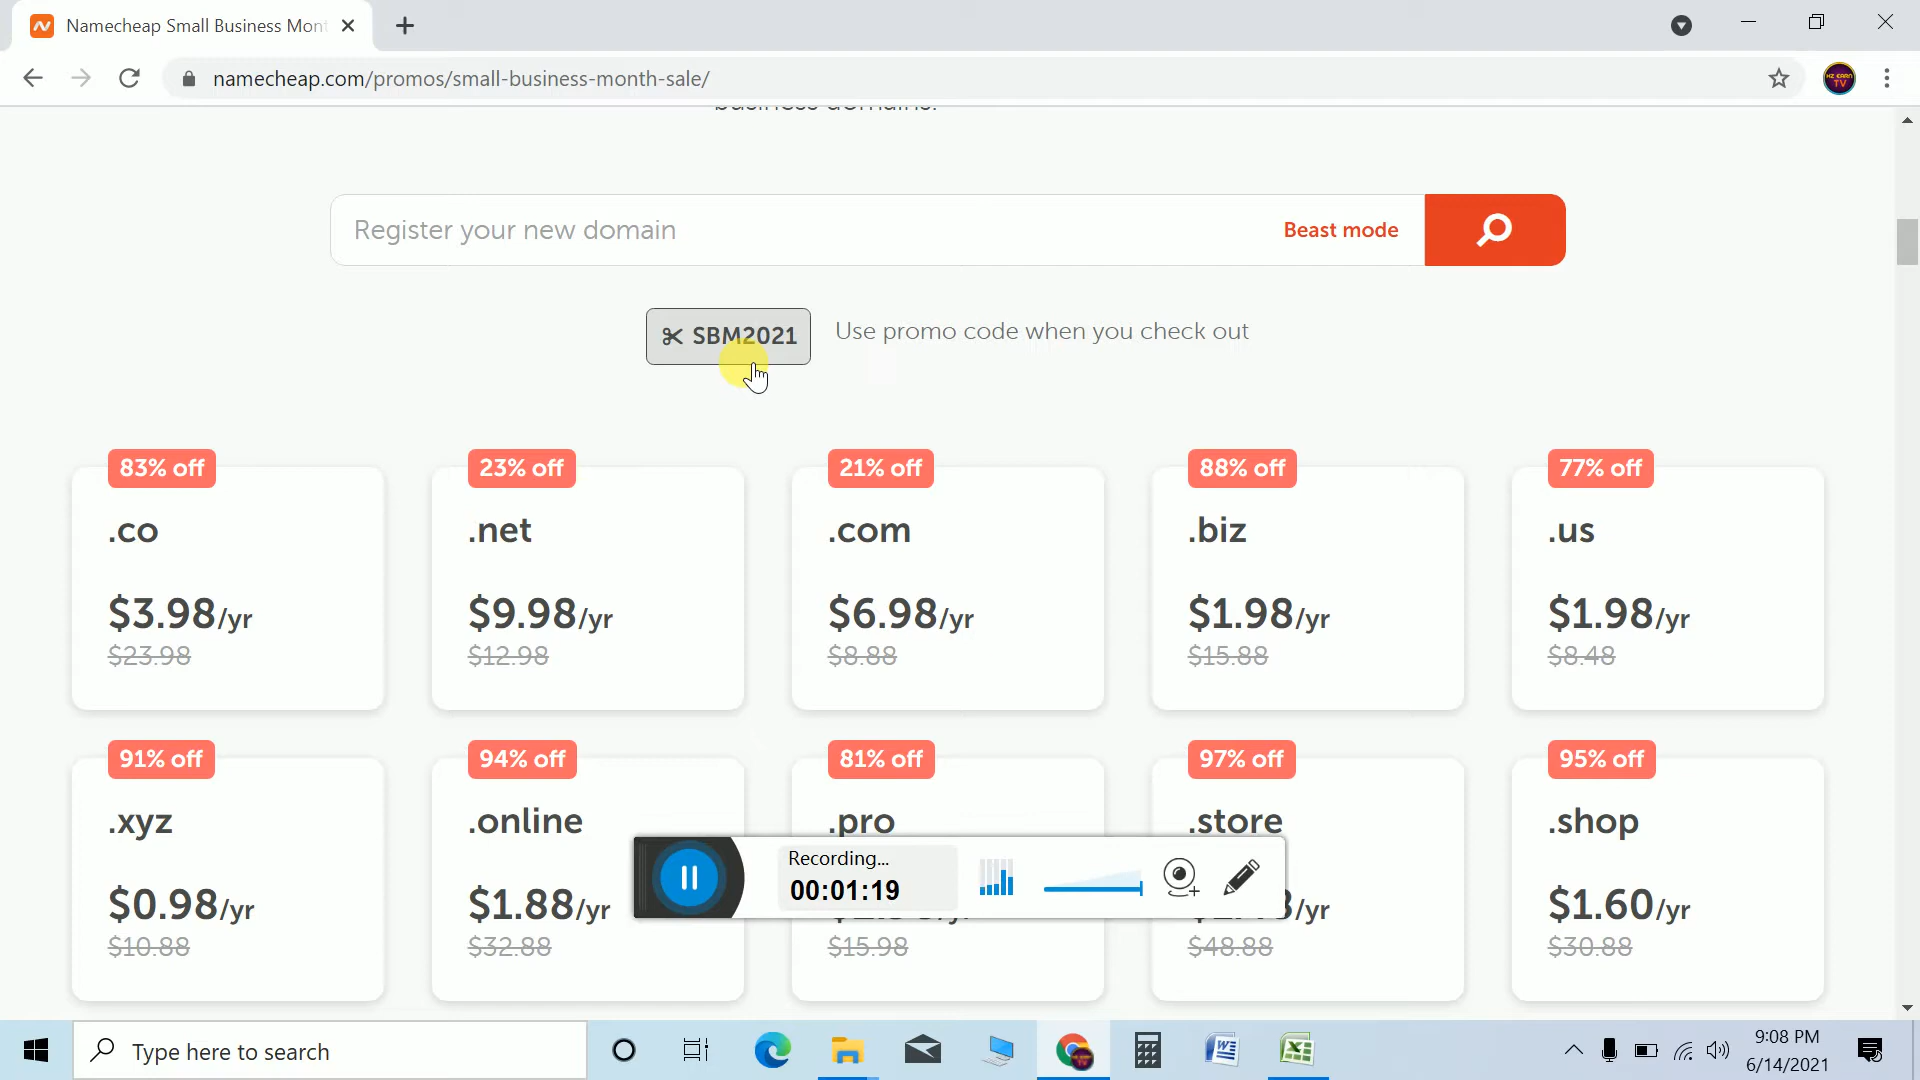 Namecheap Small Business Mont
namecheap.com/promos/small-business-month-sale/
business domains.
Register your new domain
Beast mode
SBM2021
Use promo code when you check out
83% off
.co
$3.98/yr
$23.98
23% off
.net
$9.98/yr
$12.98
21% off
.com
$6.98/yr
$8.88
88% off
.biz
$1.98/yr
$15.88
77% off
.us
$1.98/yr
$8.48
91% off
.xyz
$0.98/yr
$10.88
94% off
.online
$1.88/yr
$32.88
81% off
.pro
$15.98
97% off
.store
/yr
$48.88
95% off
.shop
$1.60/yr
$30.88
Recording...
00:01:19
Type here to search
9:08 PM
6/14/2021